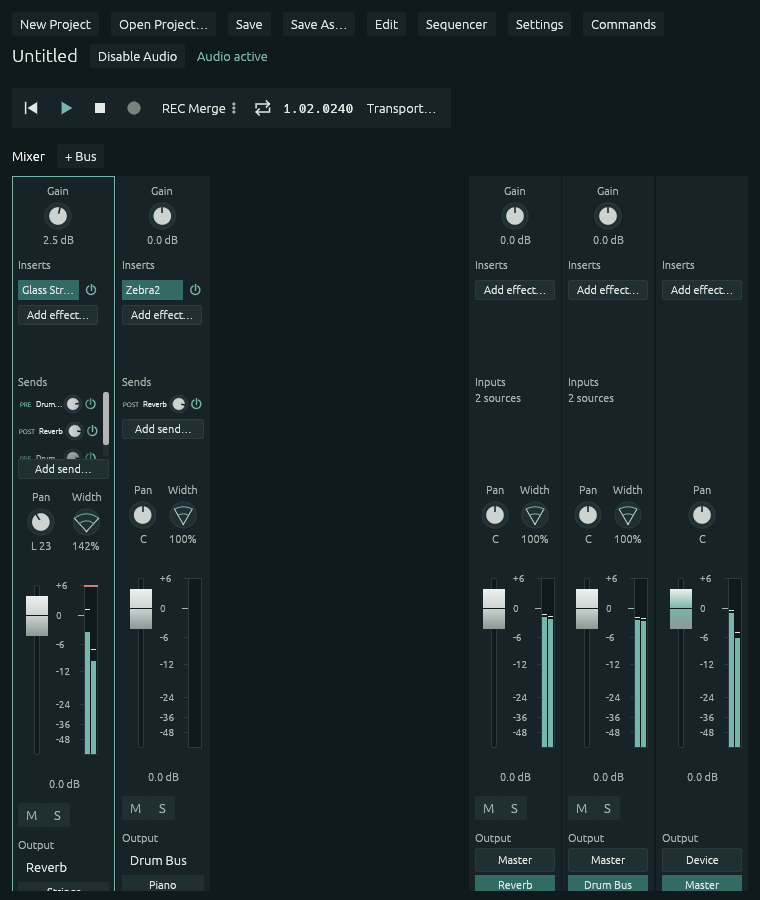 New Project Open Project... Save Save As... Edit Sequencer Settings Commands
Untitled Disable Audio Audio active
REC Merge 1.02.0240 Transport...
Mixer + Bus
Gain Gain Gain Gain
2.5 dB 0.0 dB 0.0 dB 0.0 dB
Inserts Inserts Inserts Inserts Inserts
Glass Str... Zebra2 Add effect... Add effect... Add effect...
Add effect... Add effect...
Sends Sends Inputs Inputs
PRE Drum... POST Reverb 2 sources 2 sources
POST Reverb Add send...
PRE Drum
Add send...
Pan Width Pan Width Pan Width Pan Width Pan
L 23 142% C 100% C 100% C 100% C
+6 +6 +6 +6 +6
0 0 0 0 0
-6 -6 -6 -6 -6
-12 -12 -12 -12 -12
-24 -24 -24 -24 -24
-36 -36 -36 -36 -36
-48 -48 -48 -48 -48
0.0 dB 0.0 dB 0.0 dB 0.0 dB 0.0 dB
M S M S M S M S
Output Output Output Output Output
Reverb Drum Bus Master Master Device
Strings Piano Reverb Drum Bus Master